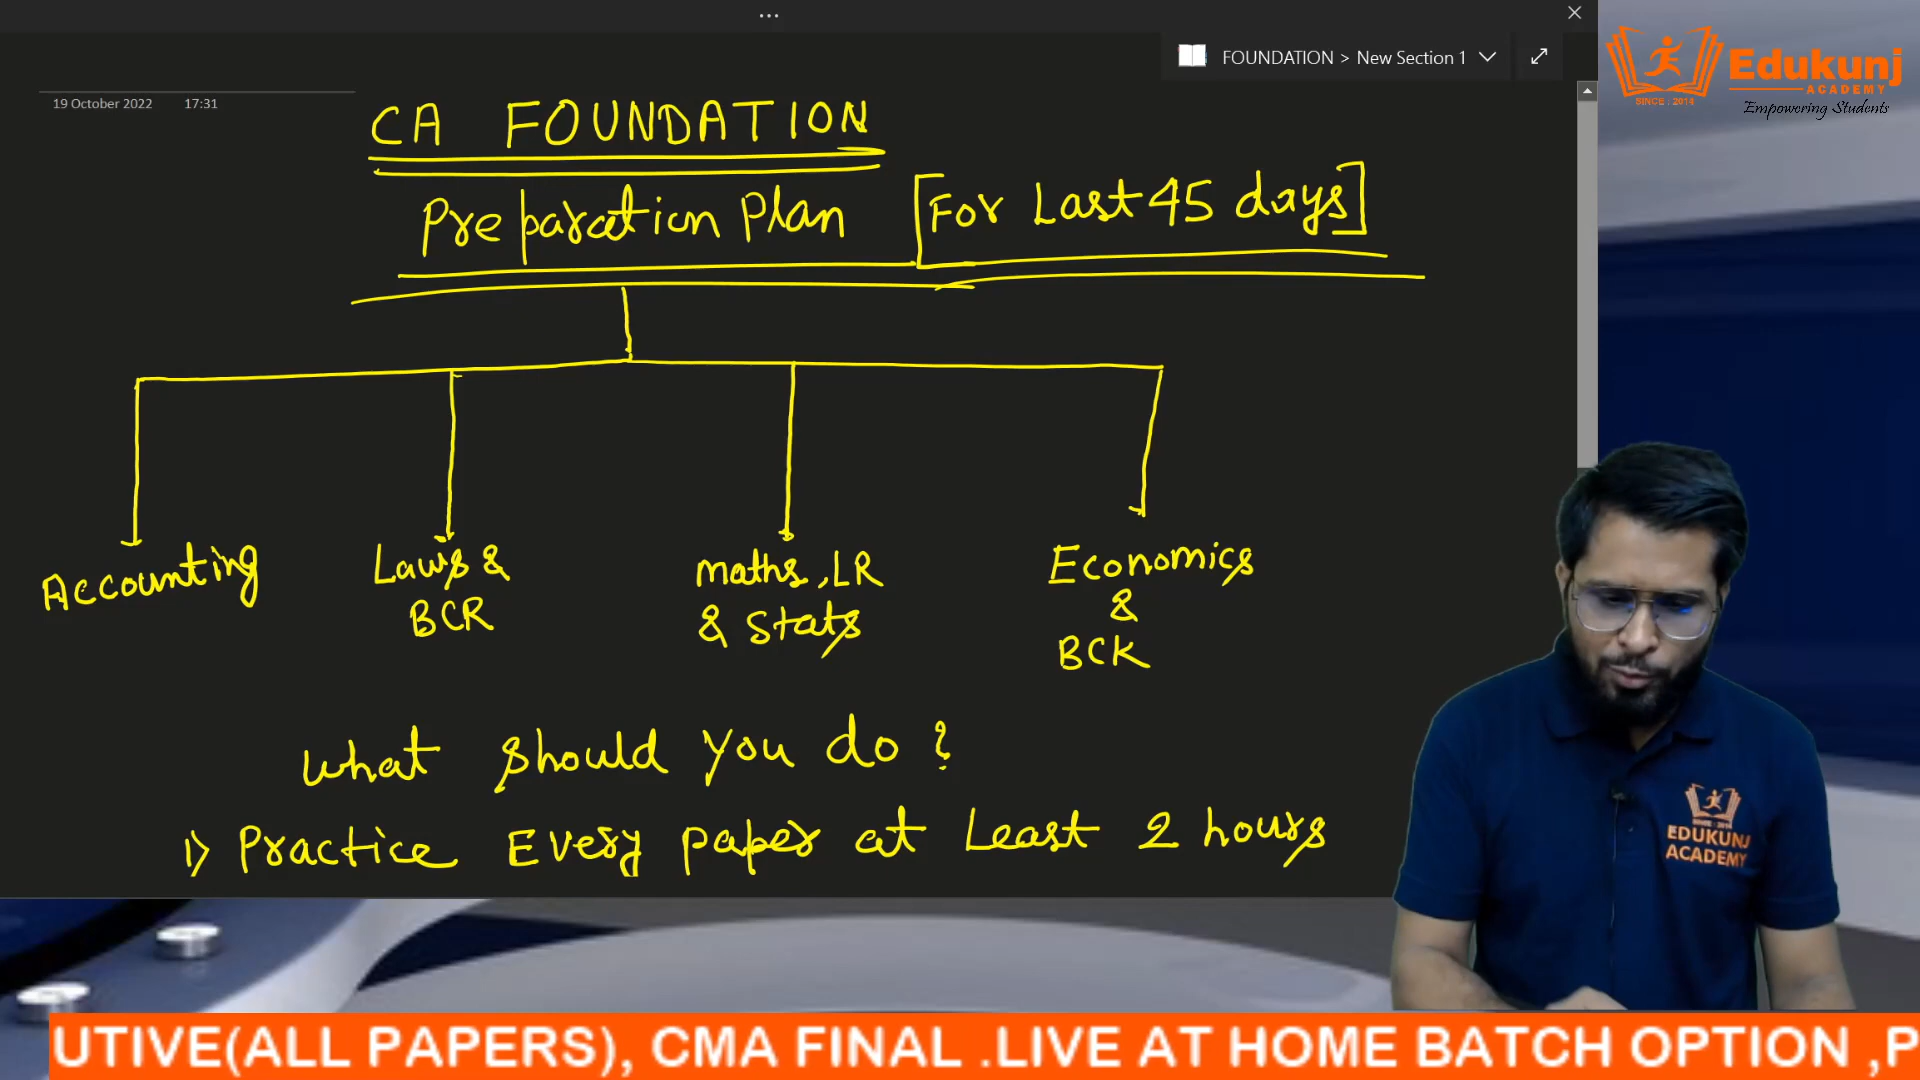 ...
FOUNDATION > New Section 1
Edukunj
ACADEMY
SINCE : 2014
Empowering Students
19 October 2022 17:31
CA FOUNDATION
Preparation Plan [For Last 45 days]
Accounting
Laws &
BCR
maths, LR
& Stats
Economics
&
BCK
What should you do?
1) Practice Every paper at Least 2 hours
EDUKUNJ
ACADEMY
UTIVE(ALL PAPERS), CMA FINAL .LIVE AT HOME BATCH OPTION ,P